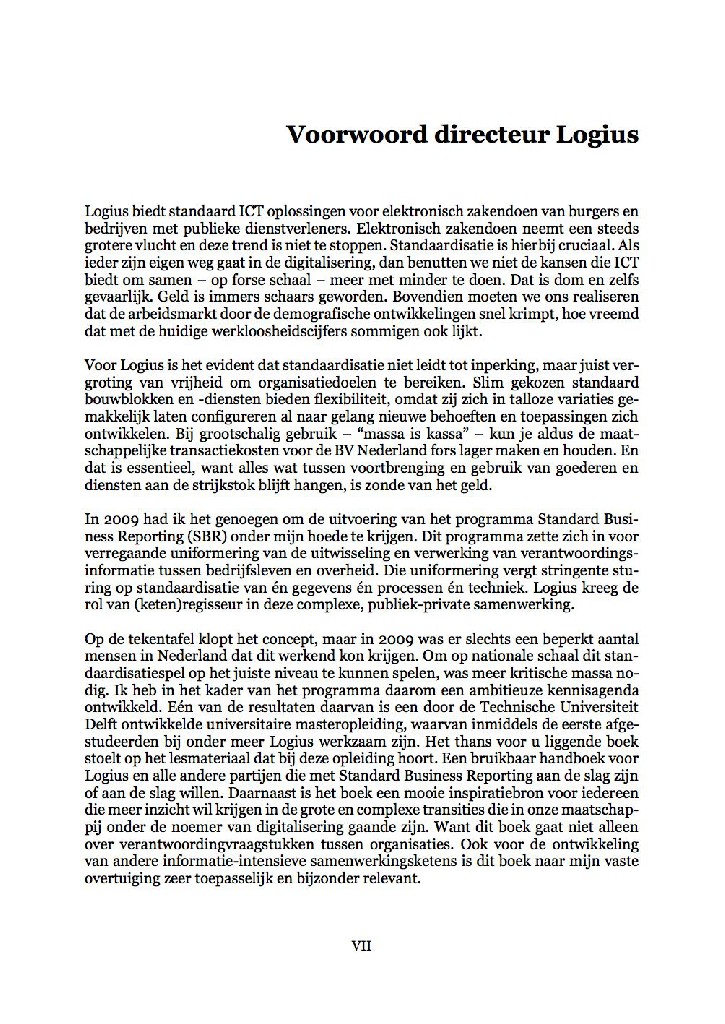 Voorwoord directeur Logius
Logius biedt standaard ICT oplossingen voor elektronisch zakendoen van burgers en
bedrijven met publieke dienstverleners. Elektronisch zakendoen neemt een steeds
grotere vlucht en deze trend is niet te stoppen. Standaardisatie is hierbij cruciaal. Als
ieder zijn eigen weg gaat in de digitalisering, dan benutten we niet de kansen die ICT
biedt om samen – op forse schaal – meer met minder te doen. Dat is dom en zelfs
gevaarlijk. Geld is immers schaars geworden. Bovendien moeten we ons realiseren
dat de arbeidsmarkt door de demografische ontwikkelingen snel krimpt, hoe vreemd
dat met de huidige werkloosheidscijfers sommigen ook lijkt.
Voor Logius is het evident dat standaardisatie niet leidt tot inperking, maar juist ver-
groting van vrijheid om organisatiedoelen te bereiken. Slim gekozen standaard
bouwblokken en -diensten bieden flexibiliteit, omdat zij zich in talloze variaties ge-
makkelijk laten configureren al naar gelang nieuwe behoeften en toepassingen zich
ontwikkelen. Bij grootschalig gebruik – “massa is kassa” – kun je aldus de maat-
schappelijke transactiekosten voor de BV Nederland fors lager maken en houden. En
dat is essentieel, want alles wat tussen voortbrenging en gebruik van goederen en
diensten aan de strijkstok blijft hangen, is zonde van het geld.
In 2009 had ik het genoegen om de uitvoering van het programma Standard Busi-
ness Reporting (SBR) onder mijn hoede te krijgen. Dit programma zette zich in voor
verregaande uniformering van de uitwisseling en verwerking van verantwoordings-
informatie tussen bedrijfsleven en overheid. Die uniformering vergt stringente stu-
ring op standaardisatie van én gegevens én processen én techniek. Logius kreeg de
rol van (keten)regisseur in deze complexe, publiek-private samenwerking.
Op de tekentafel klopt het concept, maar in 2009 was er slechts een beperkt aantal
mensen in Nederland dat dit werkend kon krijgen. Om op nationale schaal dit stan-
daardisatiespel op het juiste niveau te kunnen spelen, was meer kritische massa no-
dig. Ik heb in het kader van het programma daarom een ambitieuze kennisagenda
ontwikkeld. Eén van de resultaten daarvan is een door de Technische Universiteit
Delft ontwikkelde universitaire masteropleiding, waarvan inmiddels de eerste afge-
studeerden bij onder meer Logius werkzaam zijn. Het thans voor u liggende boek
stoelt op het lesmateriaal dat bij deze opleiding hoort. Een bruikbaar handboek voor
Logius en alle andere partijen die met Standard Business Reporting aan de slag zijn
of aan de slag willen. Daarnaast is het boek een mooie inspiratiebron voor iedereen
die meer inzicht wil krijgen in de grote en complexe transities die in onze maatschap-
pij onder de noemer van digitalisering gaande zijn. Want dit boek gaat niet alleen
over verantwoordingvraagstukken tussen organisaties. Ook voor de ontwikkeling
van andere informatie-intensieve samenwerkingsketens is dit boek naar mijn vaste
overtuiging zeer toepasselijk en bijzonder relevant.
VII